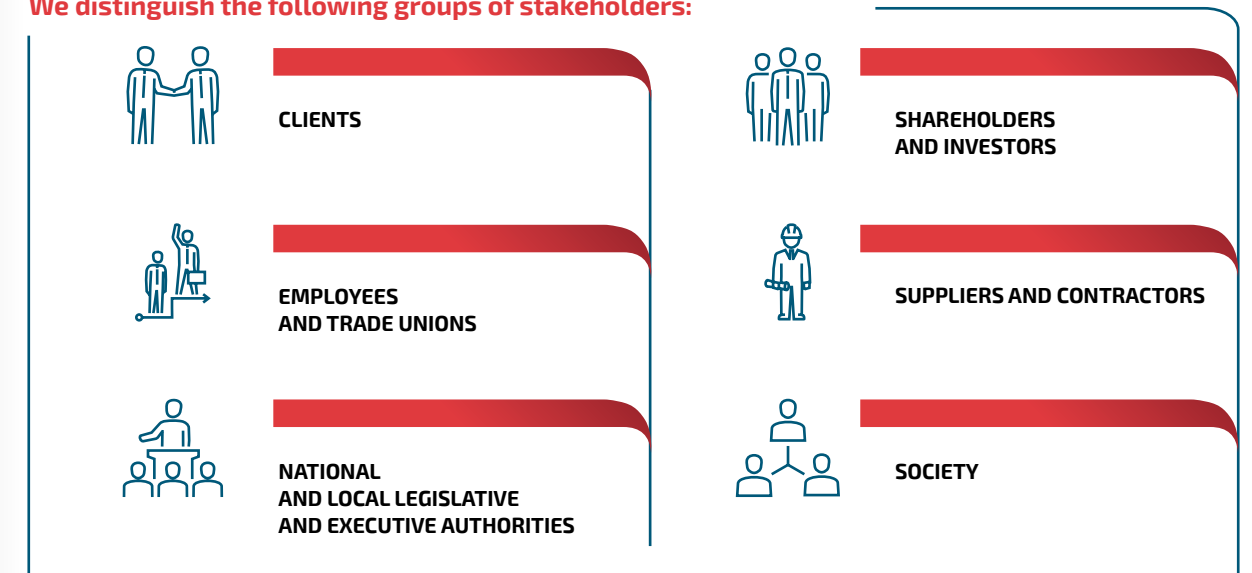 We distinguish the following groups of stakeholders:
CLIENTS
SHAREHOLDERS
AND INVESTORS
EMPLOYEES
AND TRADE UNIONS
SUPPLIERS AND CONTRACTORS
NATIONAL
AND LOCAL LEGISLATIVE
AND EXECUTIVE AUTHORITIES
SOCIETY